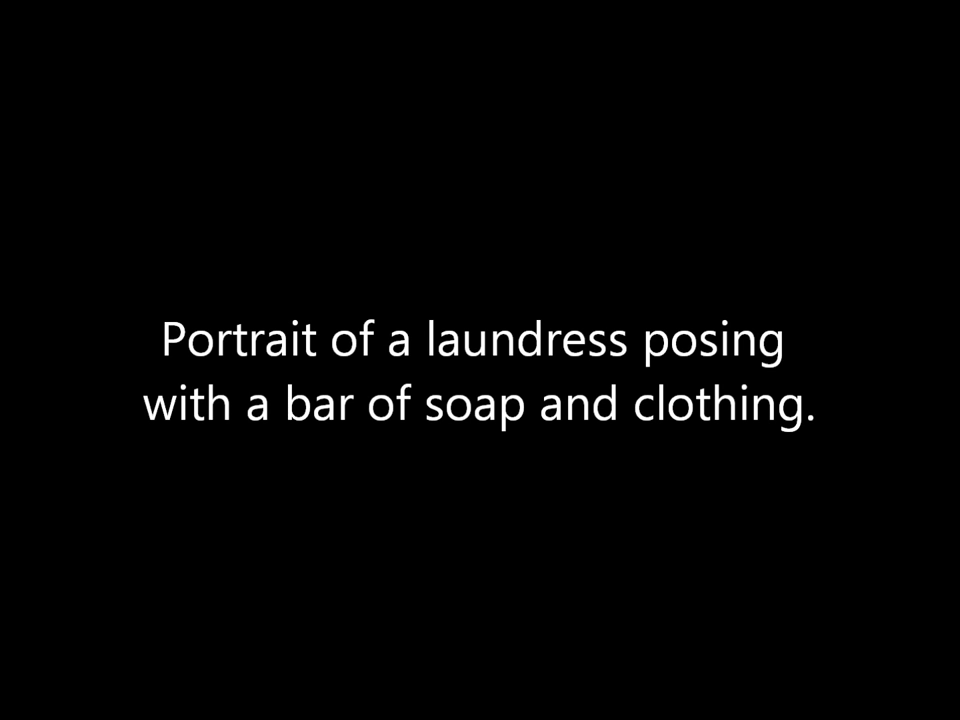 Portrait of a laundress posing
with a bar of soap and clothing.